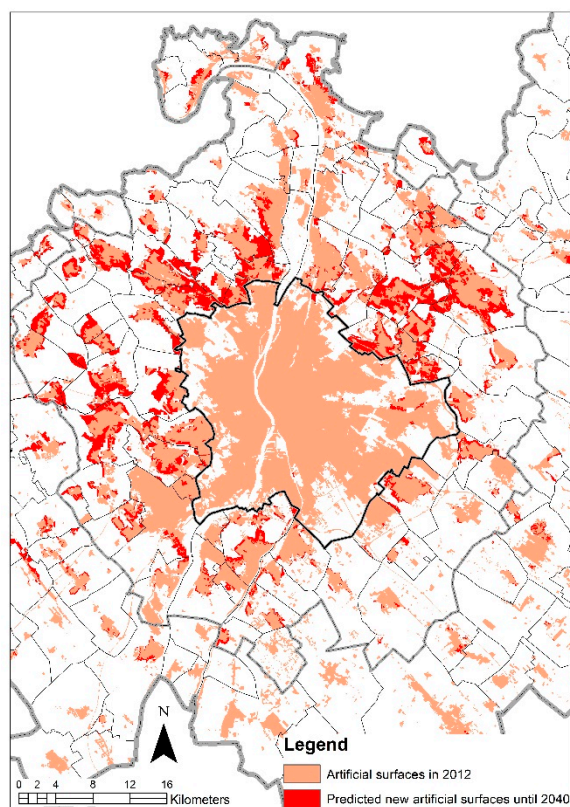 N
0 2 4 8 12 16
Kilometers
Legend
Artificial surfaces in 2012
Predicted new artificial surfaces until 2040